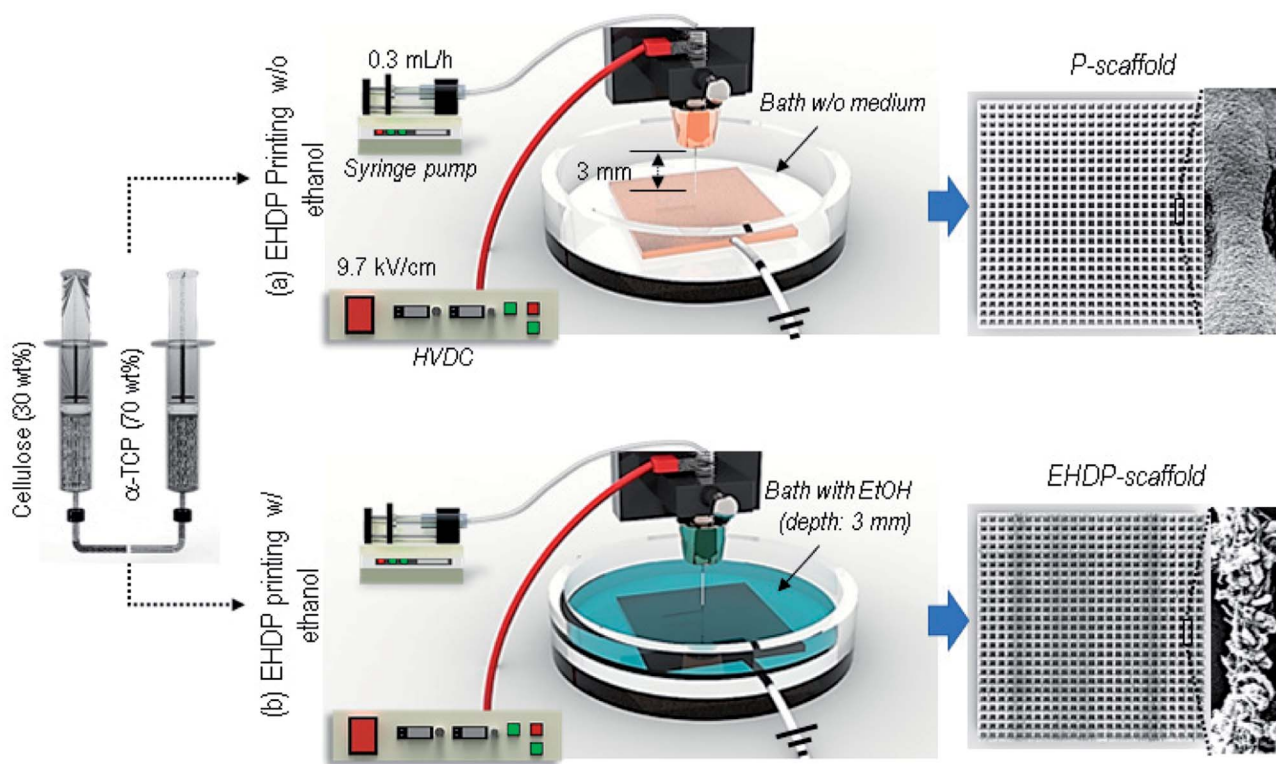 Cellulose (30 wt%)
α-TCP (70 wt%)
(a) EHDP Printing w/o
ethanol
0.3 mL/h
Syringe pump
9.7 kV/cm
HVDC
3 mm
Bath w/o medium
P-scaffold
(b) EHDP printing w/
ethanol
Bath with EtOH
(depth: 3 mm)
EHDP-scaffold